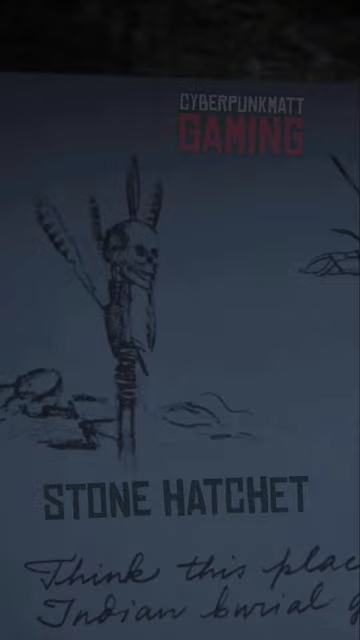 CYBERPUNKMATT
GAMING
STONE HATCHET
Think this plac
Indian burial g